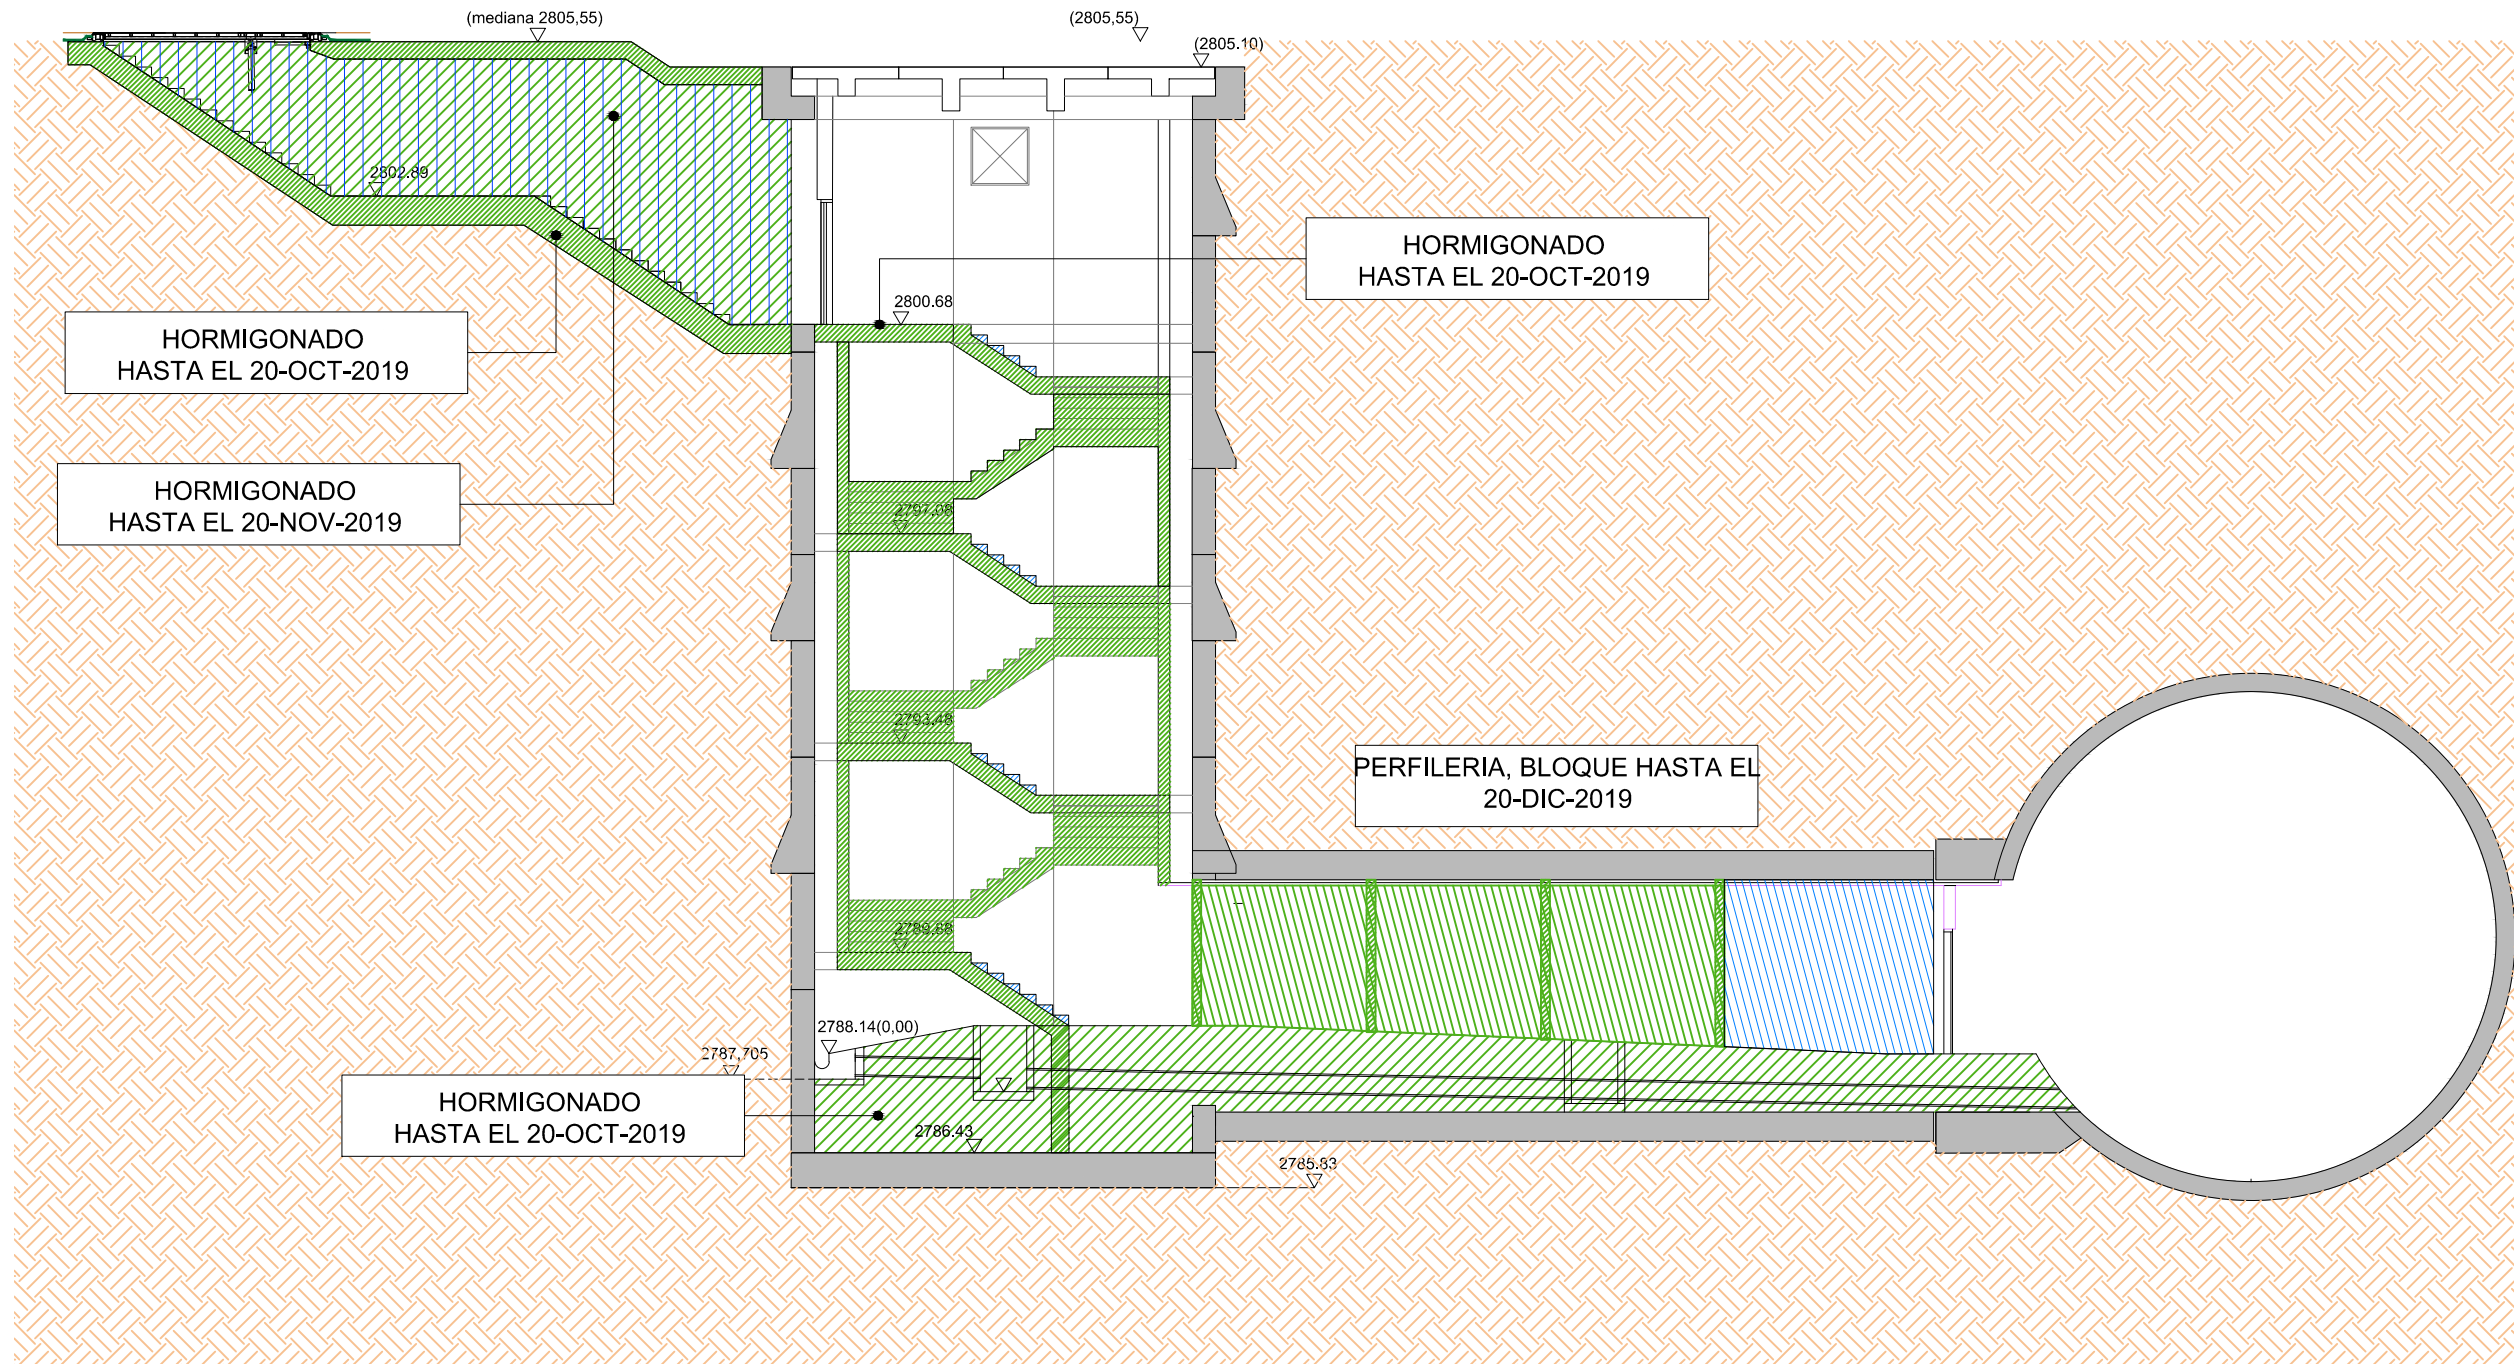 (mediana 2805,55)
(2805,55)
(2805.10)
2802.89
HORMIGONADO
HASTA EL 20-OCT-2019
2800.68
HORMIGONADO
HASTA EL 20-OCT-2019
HORMIGONADO
HASTA EL 20-NOV-2019
2797.08
2793.48
PERFILERIA, BLOQUE HASTA EL
20-DIC-2019
2789.88
2788.14(0,00)
2787,705
HORMIGONADO
HASTA EL 20-OCT-2019
2786.43
2785.83